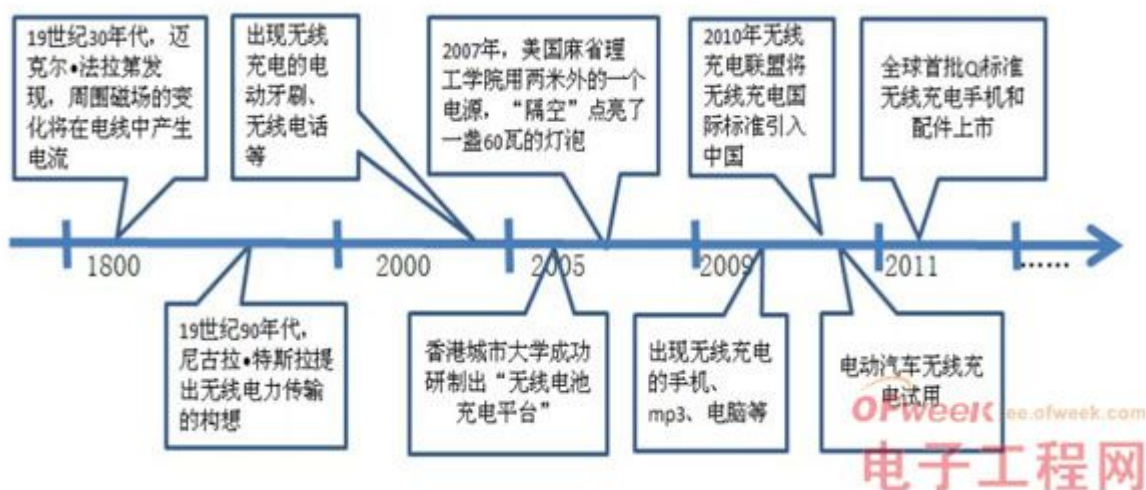 19世纪30年代，迈
克尔•法拉第发
现，周围磁场的变
化将在电线中产生
电流
出现无线
充电的电
动牙刷、
无线电话
等
2007年，美国麻省理
工学院用两米外的一个
电源，“隔空”点亮了
一盏60瓦的灯泡
2010年无线
充电联盟将
无线充电国
际标准引入
中国
全球首批Qi标准
无线充电手机和
配件上市
1800
2000
2005
2009
2011
……
19世纪90年代，
尼古拉•特斯拉提
出无线电力传输
的构想
香港城市大学成功
研制出“无线电池
充电平台”
出现无线充电
的手机、
mp3、电脑等
电动汽车无线充
电试用
OFweek ee.ofweek.com
电子工程网